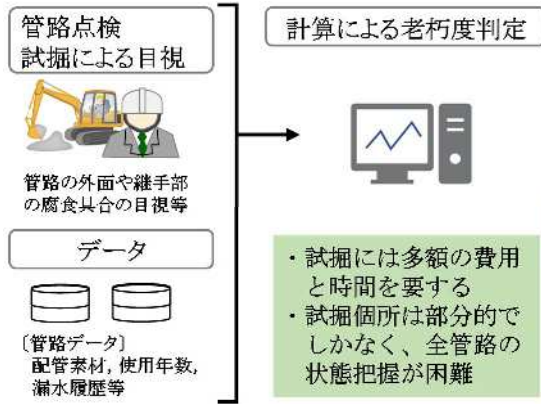 管路点検
試掘による目視
管路の外面や継手部
の腐食具合の目視等
データ
〔管路データ〕
配管素材，使用年数，
漏水履歴等
計算による老朽度判定
・試掘には多額の費用
と時間を要する
・試掘個所は部分的で
しかなく、全管路の
状態把握が困難